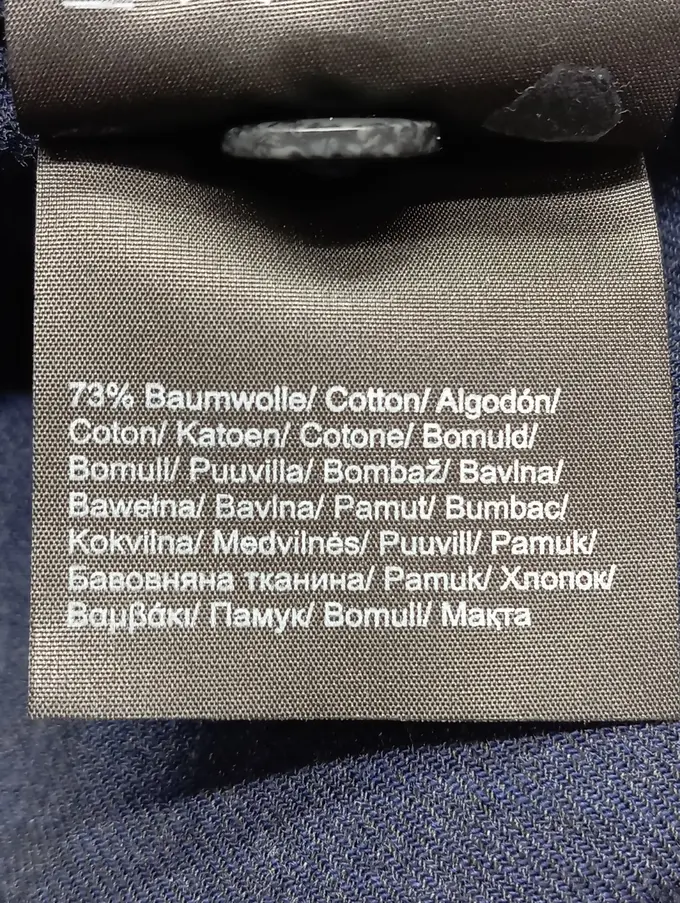 73% Baumwolle/ Cotton/ Algodón/
Coton/ Katoen/ Cotone/ Bomuld/
Bomull/ Puuvilla/ Bombaž/ Bavlna/
Bawełna/ Bavlna/ Pamut/ Bumbac/
Kokvilna/ Medvilnės/ Puuvill/ Pamuk/
Бавовняна тканина/ Pamuk/ Хлопок/
Βαμβάκι/ Памук/ Bomull/ Мақта